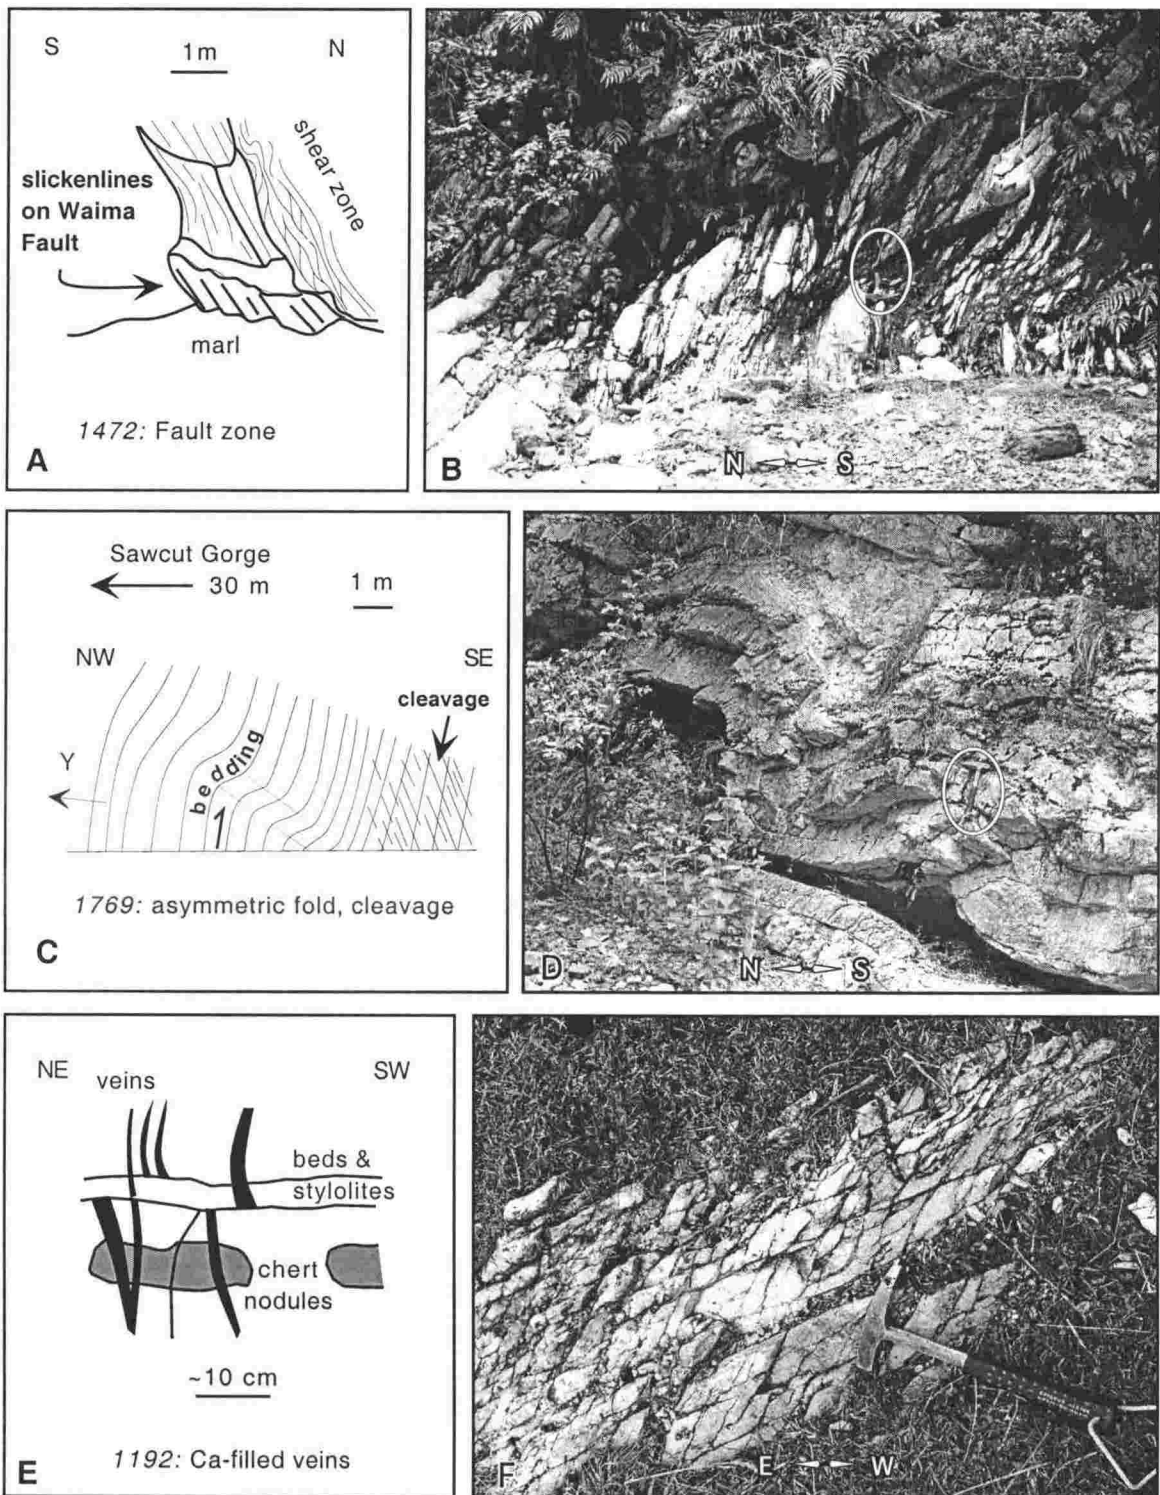 S N
1m
shear zone
slickenlines
on Waima
Fault
marl
1472: Fault zone
A
N S
B
Sawcut Gorge
30 m
1 m
NW SE
cleavage
Y
bedding
1769: asymmetric fold, cleavage
C
N S
D
NE SW
veins
beds &
stylolites
chert
nodules
~10 cm
1192: Ca-filled veins
E
E W
F